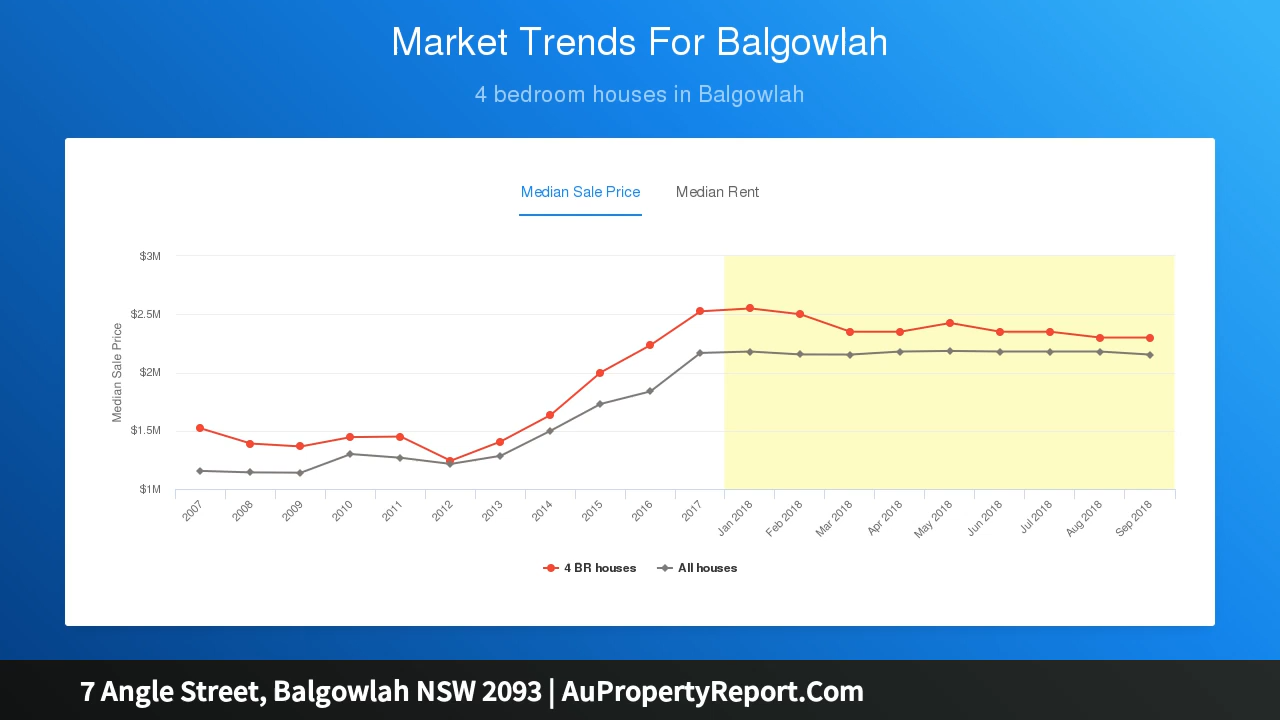 Market Trends For Balgowlah
4 bedroom houses in Balgowlah
Median Sale Price Median Rent
Median Sale Price
$3M
$2.5M
$2M
$1.5M
$1M
2007 2008 2009 2010 2011 2012 2013 2014 2015 2016 2017 Jan 2018 Feb 2018 Mar 2018 Apr 2018 May 2018 Jun 2018 Jul 2018 Aug 2018 Sep 2018
4 BR houses All houses
7 Angle Street, Balgowlah NSW 2093 | AuPropertyReport.Com